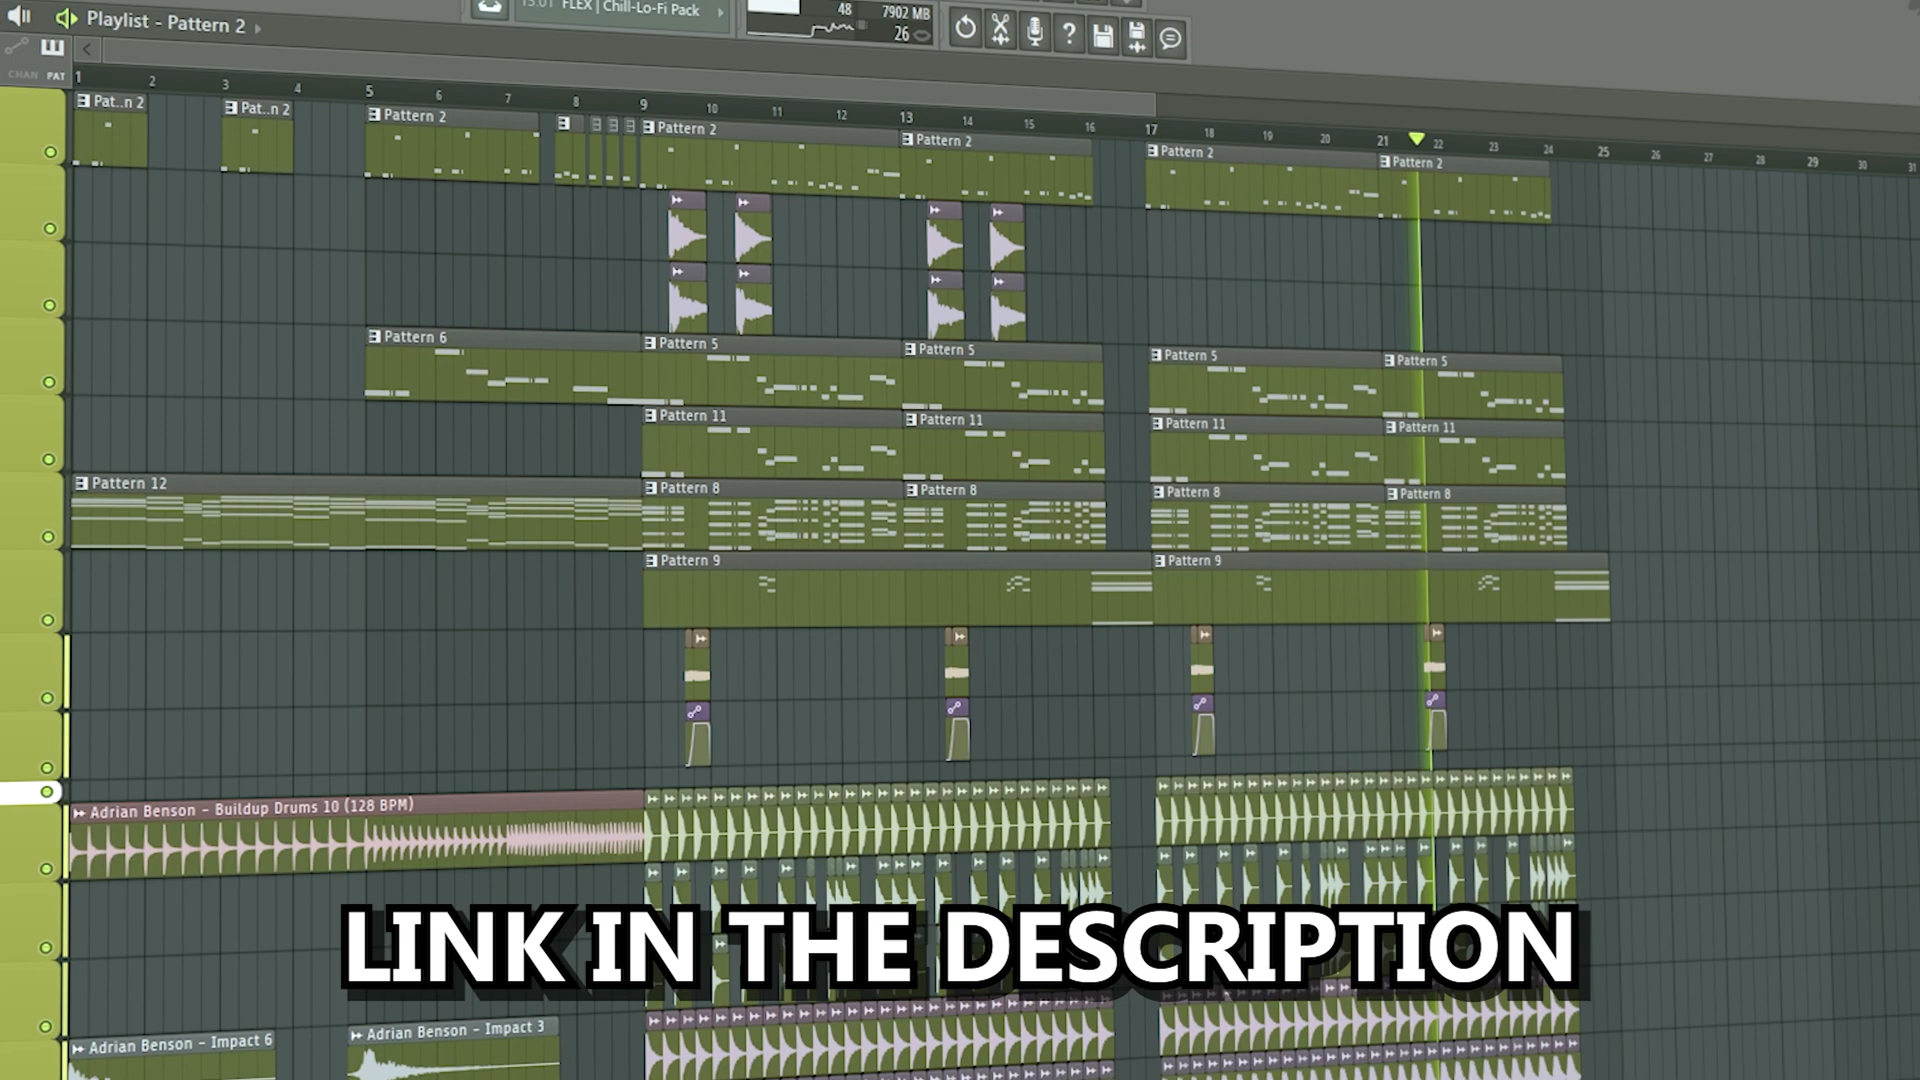 Playlist - Pattern 2
FLEX | Chill-Lo-Fi Pack
48
7902 MB
26
CHAN PAT
1 2 3 4 5 6 7 8 9 10 11 12 13 14 15 16 17 18 19 20 21 22 23 24 25 26 27 28 29 30 31
Pat..n 2 Pat..n 2 Pattern 2 Pattern 2 Pattern 2 Pattern 2 Pattern 2
Pattern 6 Pattern 5 Pattern 5 Pattern 5 Pattern 5
Pattern 11 Pattern 11 Pattern 11 Pattern 11
Pattern 12 Pattern 8 Pattern 8 Pattern 8 Pattern 8
Pattern 9 Pattern 9
Adrian Benson - Buildup Drums 10 (128 BPM)
LINK IN THE DESCRIPTION
Adrian Benson - Impact 6 Adrian Benson - Impact 3